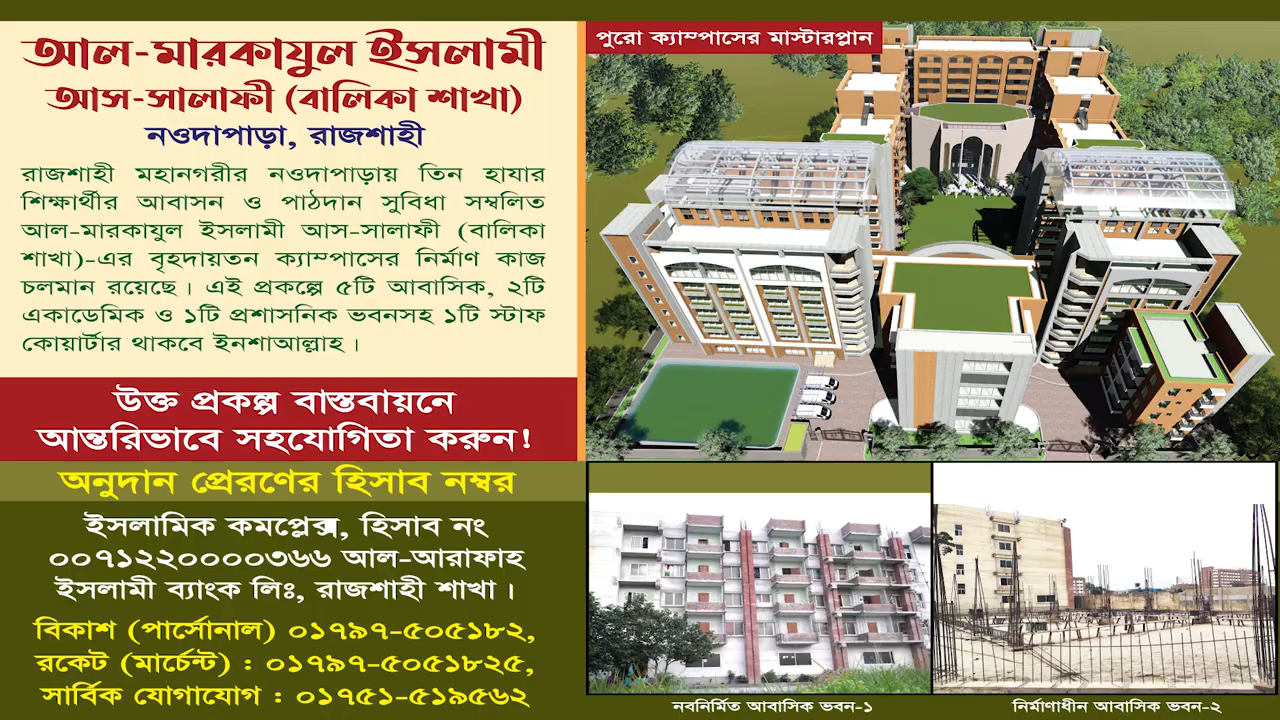 আল-মারকাযুল ইসলামী
আস-সালাফী (বালিকা শাখা)
নওদাপাড়া, রাজশাহী
রাজশাহী মহানগরীর নওদাপাড়ায় তিন হাযার
শিক্ষার্থীর আবাসন ও পাঠদান সুবিধা সম্বলিত
আল-মারকাযুল ইসলামী আস-সালাফী (বালিকা
শাখা)-এর বৃহদায়তন ক্যাম্পাসের নির্মাণ কাজ
চলমান রয়েছে। এই প্রকল্পে ৫টি আবাসিক, ২টি
একাডেমিক ও ১টি প্রশাসনিক ভবনসহ ১টি স্টাফ
কোয়ার্টার থাকবে ইনশাআল্লাহ।
উক্ত প্রকল্প বাস্তবায়নে
আন্তরিভাবে সহযোগিতা করুন!
অনুদান প্রেরণের হিসাব নম্বর
ইসলামিক কমপ্লেক্স, হিসাব নং
০০৭১২২০০০০৩৬৬ আল-আরাফাহ
ইসলামী ব্যাংক লিঃ, রাজশাহী শাখা।
বিকাশ (পার্সোনাল) ০১৭৯৭-৫০৫১৮২,
রকেট (মার্চেন্ট) : ০১৭৯৭-৫০৫১৮২৫,
সার্বিক যোগাযোগ : ০১৭৫১-৫১৯৫৬২
পুরো ক্যাম্পাসের মাস্টারপ্লান
নবনির্মিত আবাসিক ভবন-১
নির্মাণাধীন আবাসিক ভবন-২